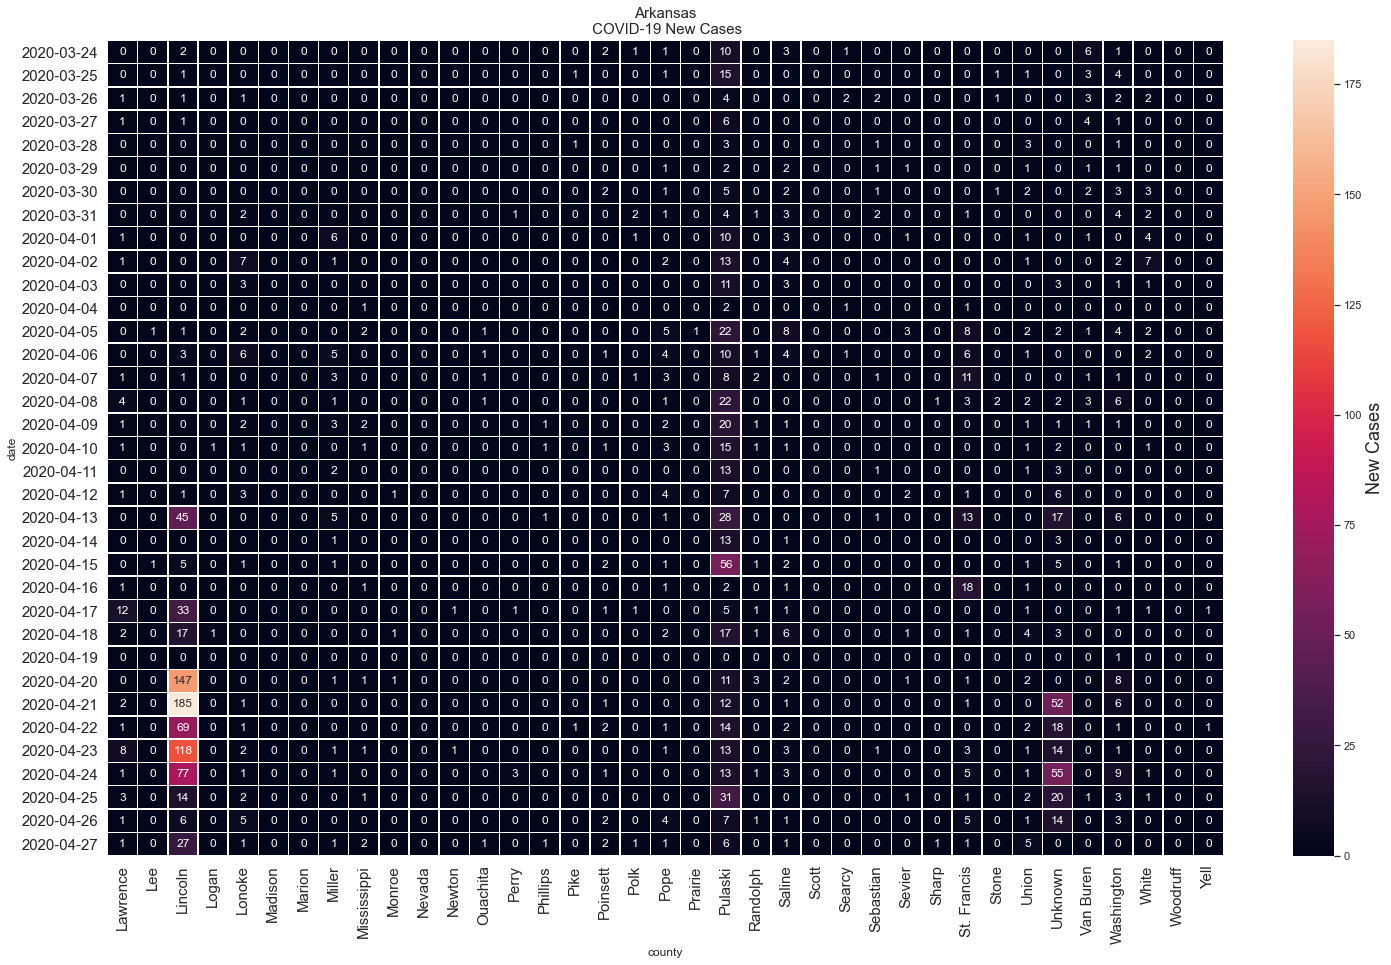 Arkansas
COVID-19 New Cases
2020-03-24 0 0 2 0 0 0 0 0 0 0 0 0 0 0 0 0 2 1 1 0 10 0 3 0 1 0 0 0 0 0 0 0 6 1 0 0 0
2020-03-25 0 0 1 0 0 0 0 0 0 0 0 0 0 0 0 1 0 0 1 0 15 0 0 0 0 0 0 0 0 1 1 0 3 4 0 0 0
2020-03-26 1 0 1 0 1 0 0 0 0 0 0 0 0 0 0 0 0 0 0 0 4 0 0 0 2 2 0 0 0 1 0 0 3 2 2 0 0
2020-03-27 1 0 1 0 0 0 0 0 0 0 0 0 0 0 0 0 0 0 0 0 6 0 0 0 0 0 0 0 0 0 0 0 4 1 0 0 0
2020-03-28 0 0 0 0 0 0 0 0 0 0 0 0 0 0 0 1 0 0 0 0 3 0 0 0 0 1 0 0 0 0 3 0 0 1 0 0 0
2020-03-29 0 0 0 0 0 0 0 0 0 0 0 0 0 0 0 0 0 0 1 0 2 0 2 0 0 1 1 0 0 0 1 0 1 1 0 0 0
2020-03-30 0 0 0 0 0 0 0 0 0 0 0 0 0 0 0 0 2 0 1 0 5 0 2 0 0 1 0 0 0 1 2 0 2 3 3 0 0
2020-03-31 0 0 0 0 2 0 0 0 0 0 0 0 0 1 0 0 0 2 1 0 4 1 3 0 0 2 0 0 1 0 0 0 0 4 2 0 0
2020-04-01 1 0 0 0 0 0 0 6 0 0 0 0 0 0 0 0 0 1 0 0 10 0 3 0 0 0 1 0 0 0 1 0 1 0 4 0 0
2020-04-02 1 0 0 0 7 0 0 1 0 0 0 0 0 0 0 0 0 0 2 0 13 0 4 0 0 0 0 0 0 0 1 0 0 2 7 0 0
2020-04-03 0 0 0 0 3 0 0 0 0 0 0 0 0 0 0 0 0 0 0 0 11 0 3 0 0 0 0 0 0 0 0 3 0 1 1 0 0
2020-04-04 0 0 0 0 0 0 0 0 1 0 0 0 0 0 0 0 0 0 0 0 2 0 0 0 1 0 0 0 1 0 0 0 0 0 0 0 0
2020-04-05 0 1 1 0 2 0 0 0 2 0 0 0 1 0 0 0 0 0 5 1 22 0 8 0 0 0 3 0 8 0 2 2 1 4 2 0 0
2020-04-06 0 0 3 0 6 0 0 5 0 0 0 0 1 0 0 0 1 0 4 0 10 1 4 0 1 0 0 0 6 0 1 0 0 0 2 0 0
2020-04-07 1 0 1 0 0 0 0 3 0 0 0 0 1 0 0 0 0 1 3 0 8 2 0 0 0 1 0 0 11 0 0 0 1 1 0 0 0
2020-04-08 4 0 0 0 1 0 0 1 0 0 0 0 1 0 0 0 0 0 1 0 22 0 0 0 0 0 0 1 3 2 2 2 3 6 0 0 0
2020-04-09 1 0 0 0 2 0 0 3 2 0 0 0 0 0 1 0 0 0 2 0 20 1 1 0 0 0 0 0 0 0 1 1 1 1 0 0 0
2020-04-10 1 0 0 1 1 0 0 0 1 0 0 0 0 0 1 0 1 0 3 0 15 1 1 0 0 0 0 0 0 0 1 2 0 0 1 0 0
2020-04-11 0 0 0 0 0 0 0 2 0 0 0 0 0 0 0 0 0 0 0 0 13 0 0 0 0 1 0 0 0 0 1 3 0 0 0 0 0
2020-04-12 1 0 1 0 3 0 0 0 0 1 0 0 0 0 0 0 0 0 4 0 7 0 0 0 0 0 2 0 1 0 0 6 0 0 0 0 0
2020-04-13 0 0 45 0 0 0 0 5 0 0 0 0 0 0 1 0 0 0 1 0 28 0 0 0 0 1 0 0 13 0 0 17 0 6 0 0 0
2020-04-14 0 0 0 0 0 0 0 1 0 0 0 0 0 0 0 0 0 0 0 0 13 0 1 0 0 0 0 0 0 0 0 3 0 0 0 0 0
2020-04-15 0 1 5 0 1 0 0 1 0 0 0 0 0 0 0 0 2 0 1 0 56 1 2 0 0 0 0 0 0 0 1 5 0 1 0 0 0
2020-04-16 1 0 0 0 0 0 0 0 1 0 0 0 0 0 0 0 0 0 1 0 2 0 1 0 0 0 0 0 18 0 1 0 0 0 0 0 0
2020-04-17 12 0 33 0 0 0 0 0 0 0 0 1 0 1 0 0 1 1 0 0 5 1 1 0 0 0 0 0 0 0 1 0 0 1 1 0 1
2020-04-18 2 0 17 1 0 0 0 0 0 1 0 0 0 0 0 0 0 0 2 0 17 1 6 0 0 0 1 0 1 0 4 3 0 0 0 0 0
2020-04-19 0 0 0 0 0 0 0 0 0 0 0 0 0 0 0 0 0 0 0 0 0 0 0 0 0 0 0 0 0 0 0 0 0 1 0 0 0
2020-04-20 0 0 147 0 0 0 0 1 1 1 0 0 0 0 0 0 0 0 0 0 11 3 2 0 0 0 1 0 1 0 2 0 0 8 0 0 0
2020-04-21 2 0 185 0 1 0 0 0 0 0 0 0 0 0 0 0 1 0 0 0 12 0 1 0 0 0 0 0 1 0 0 52 0 6 0 0 0
2020-04-22 1 0 69 0 1 0 0 0 0 0 0 0 0 0 0 1 2 0 1 0 14 0 2 0 0 0 0 0 0 0 2 18 0 1 0 0 1
2020-04-23 8 0 118 0 2 0 0 1 1 0 0 1 0 0 0 0 0 0 1 0 13 0 3 0 0 1 0 0 3 0 1 14 0 1 0 0 0
2020-04-24 1 0 77 0 1 0 0 1 0 0 0 0 0 3 0 0 1 0 0 0 13 1 3 0 0 0 0 0 5 0 1 55 0 9 1 0 0
2020-04-25 3 0 14 0 2 0 0 0 1 0 0 0 0 0 0 0 0 0 0 0 31 0 0 0 0 0 1 0 1 0 2 20 1 3 1 0 0
2020-04-26 1 0 6 0 5 0 0 0 0 0 0 0 0 0 0 0 2 0 4 0 7 1 1 0 0 0 0 0 5 0 1 14 0 3 0 0 0
2020-04-27 1 0 27 0 1 0 0 1 2 0 0 0 1 0 1 0 2 1 1 0 6 0 1 0 0 0 0 1 1 0 5 0 0 0 0 0 0
date
Lawrence Lee Lincoln Logan Lonoke Madison Marion Miller Mississippi Monroe Nevada Newton Ouachita Perry Phillips Pike Poinsett Polk Pope Prairie Pulaski Randolph Saline Scott Searcy Sebastian Sevier Sharp St. Francis Stone Union Unknown Van Buren Washington White Woodruff Yell
county
175
150
125
100
75
50
25
0
New Cases